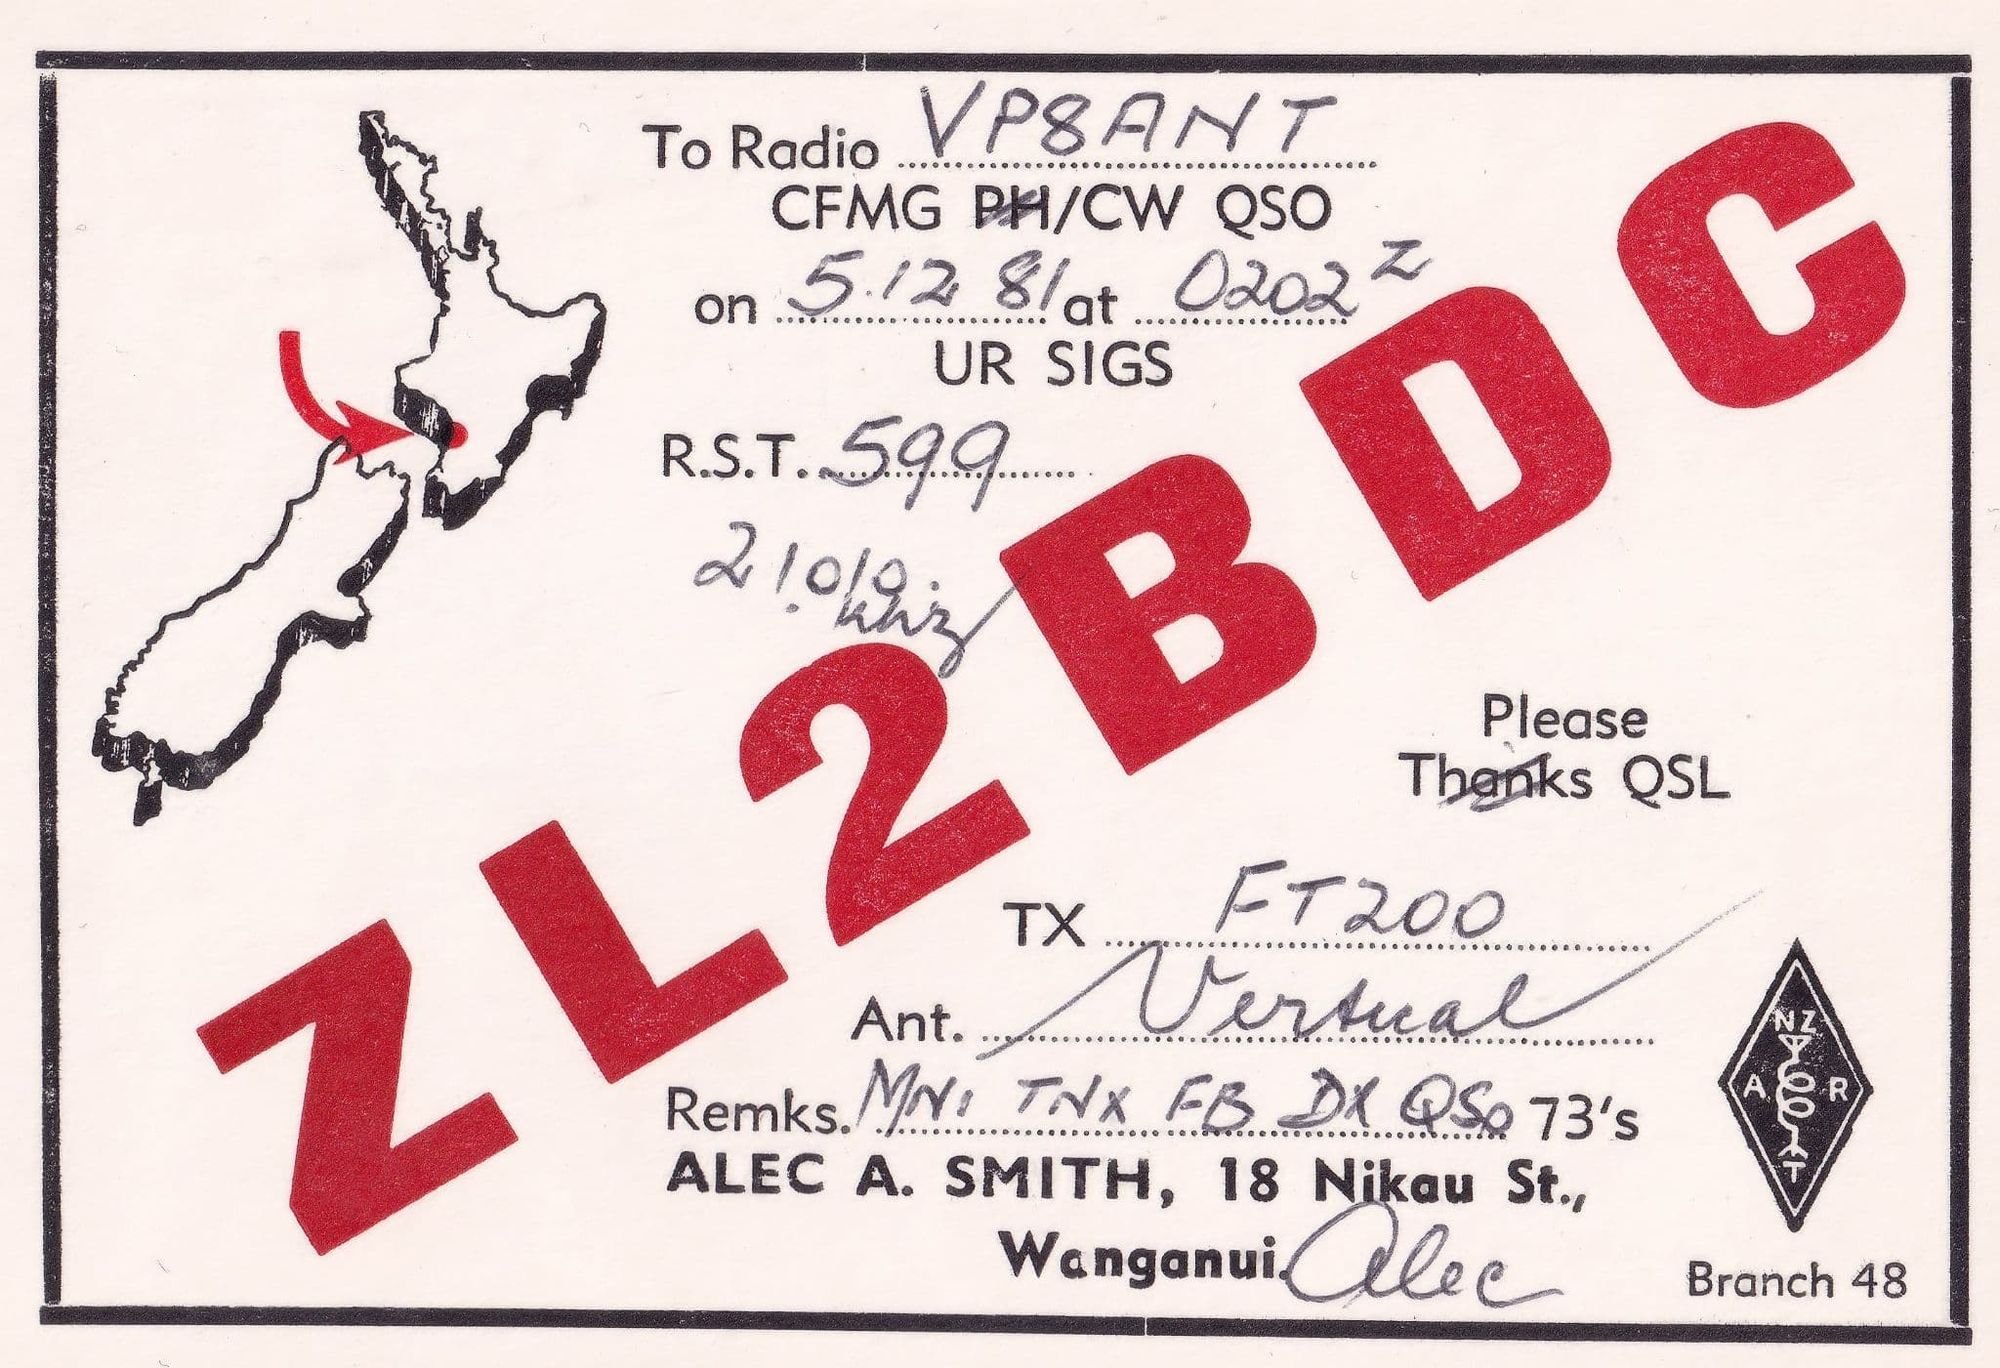 To Radio VP8ANT
CFMG PH/CW QSO
on 5.12 81 at 0202 Z
UR SIGS
R.S.T. 599
21.010.
khz
ZL2BDC
Please
Thanks QSL
TX FT200
Ant. Vertical
Remks. MNI TNX FB DX QSO 73's
ALEC A. SMITH, 18 Nikau St.,
Wanganui. Alec
NZ
A R
T
Branch 48